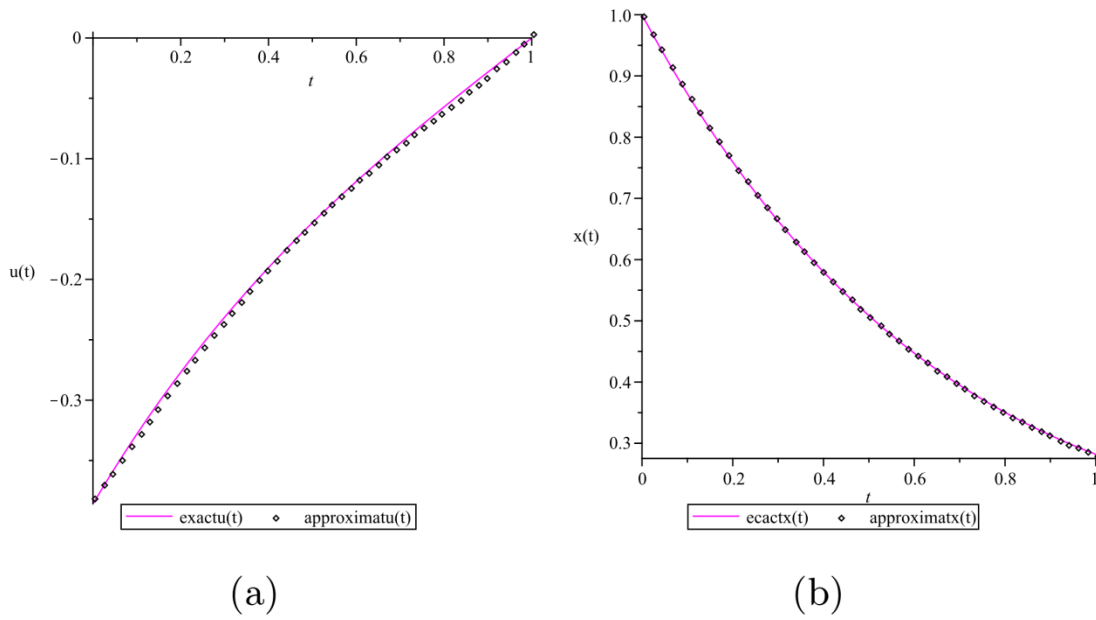 0
0.2
0.4
0.6
0.8
1
t
−0.1
−0.2
−0.3
u(t)
exactu(t)
approximatu(t)
(a)
1.0
0.9
0.8
0.7
0.6
0.5
0.4
0.3
x(t)
0
0.2
0.4
0.6
0.8
1
t
ecactx(t)
approximatx(t)
(b)